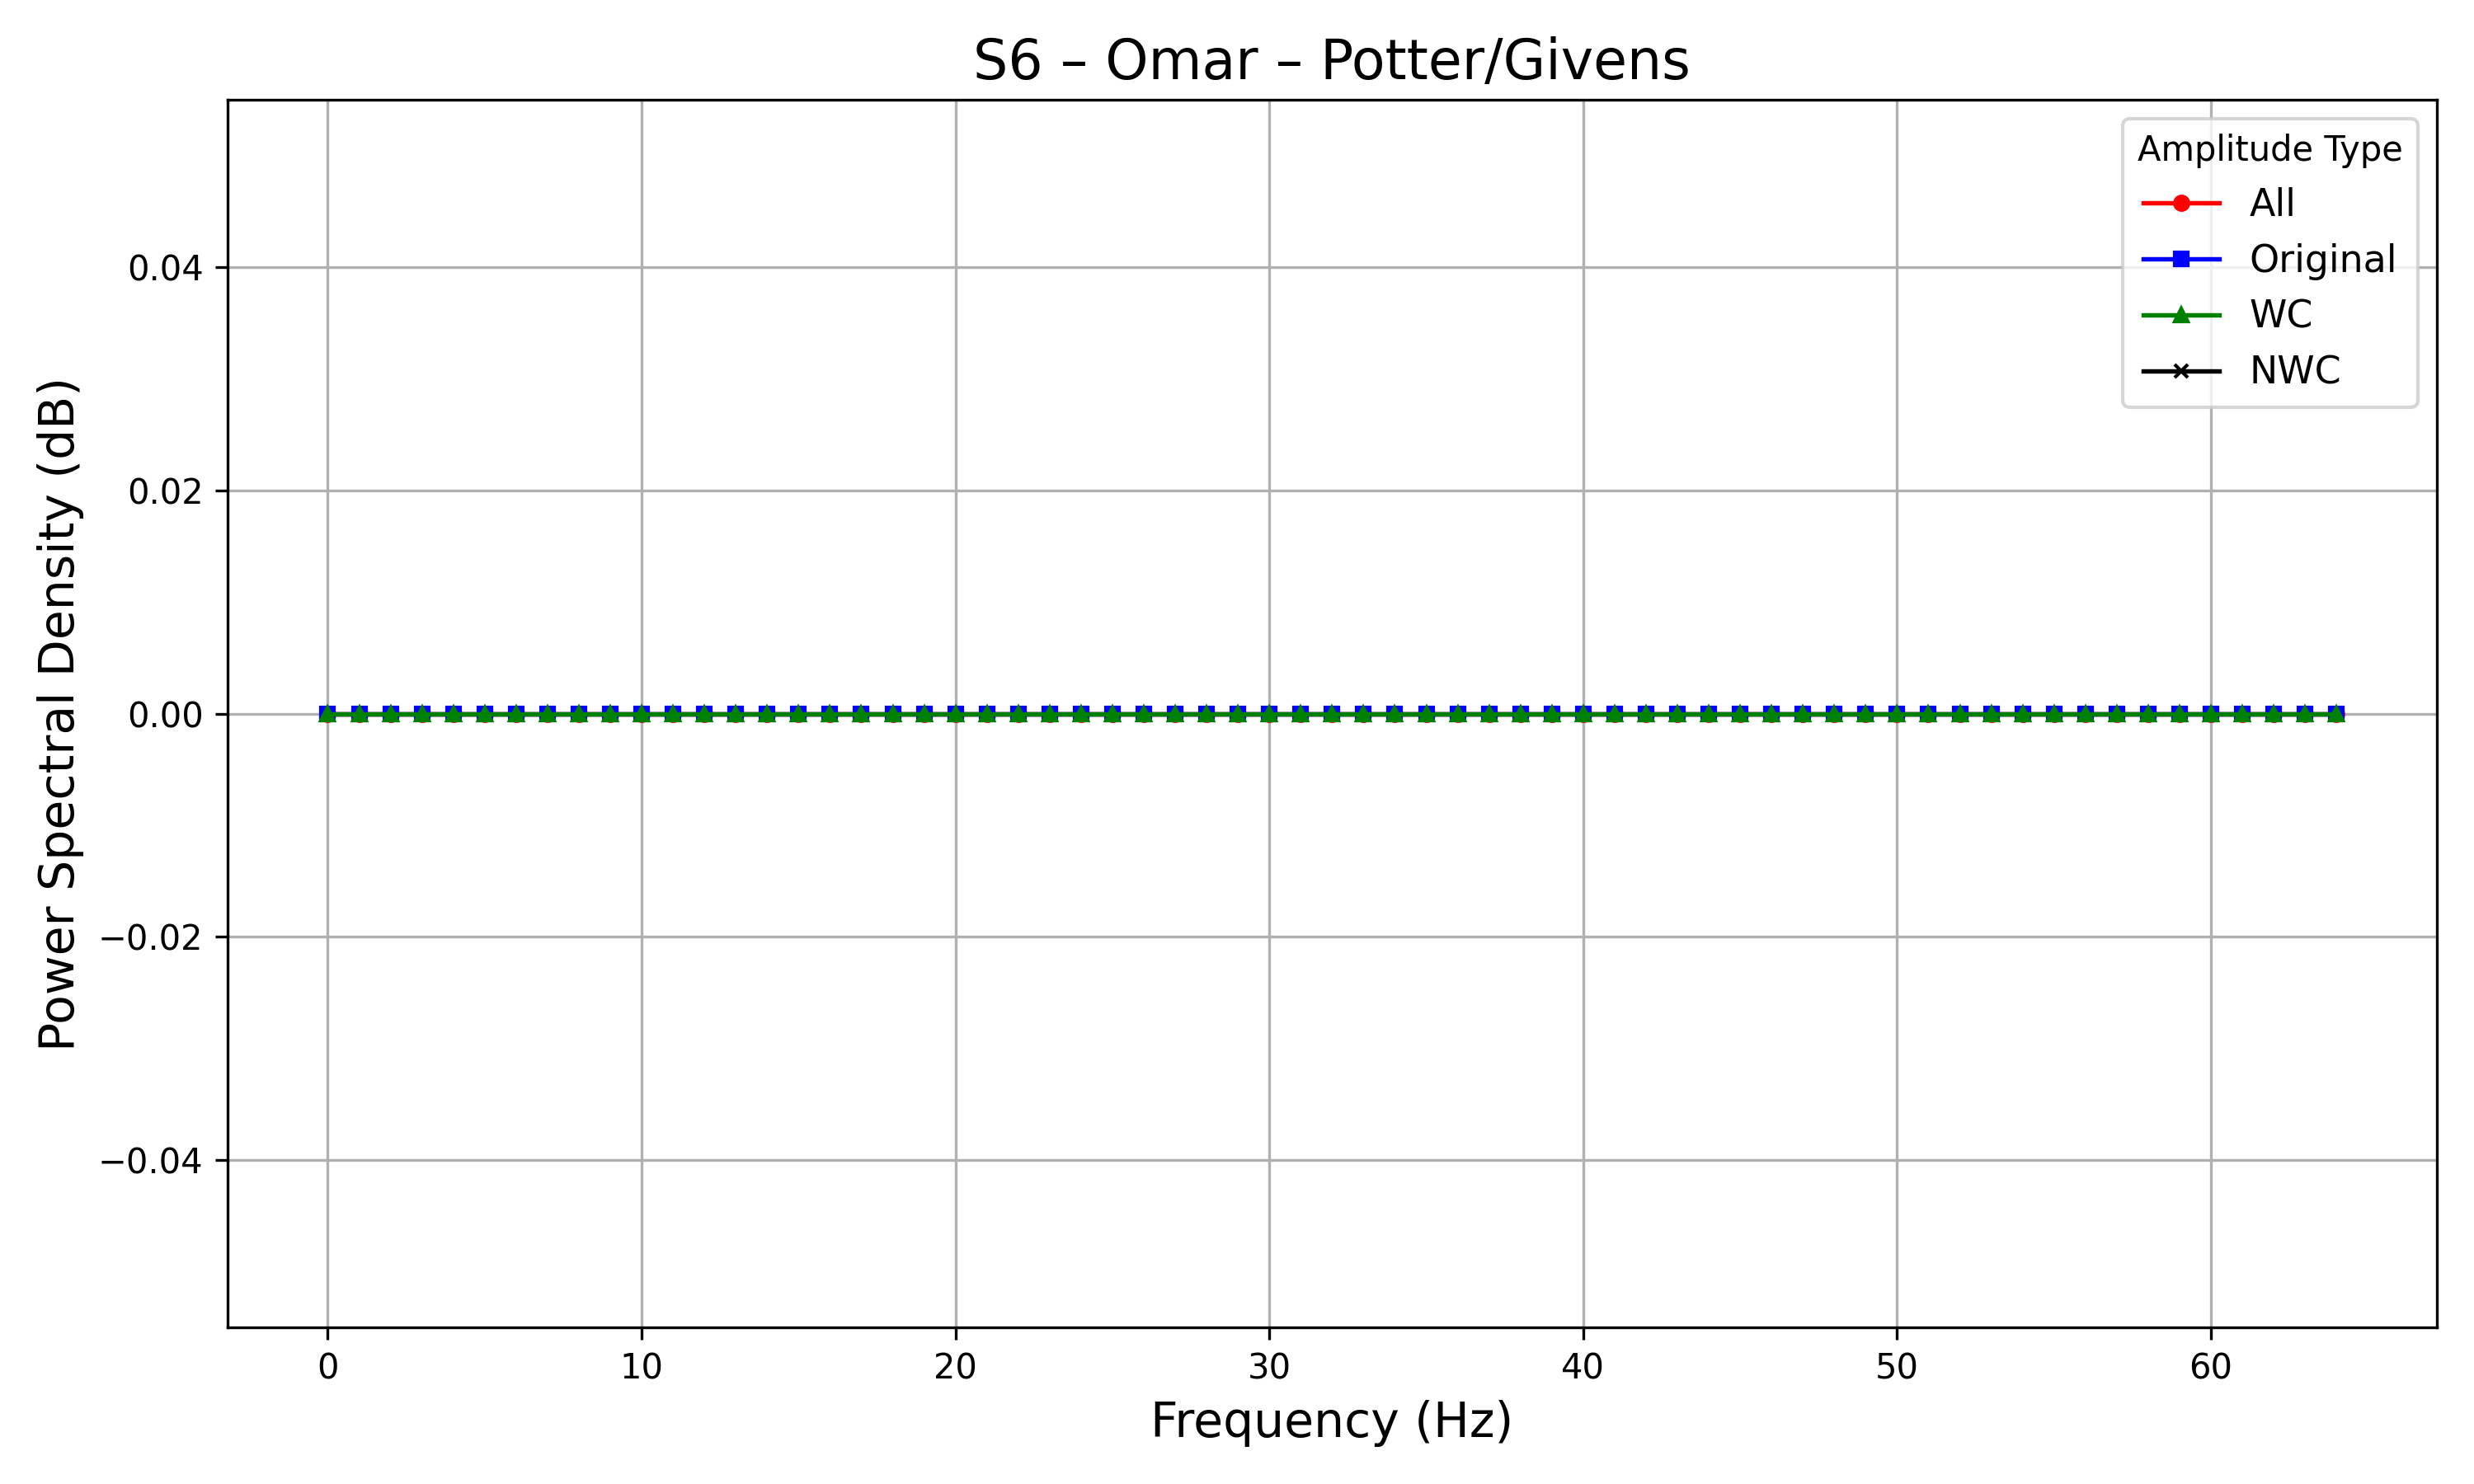 S6 – Omar – Potter/Givens
Amplitude Type
All
Original
WC
NWC
Power Spectral Density (dB)
0.04
0.02
0.00
−0.02
−0.04
0 10 20 30 40 50 60
Frequency (Hz)